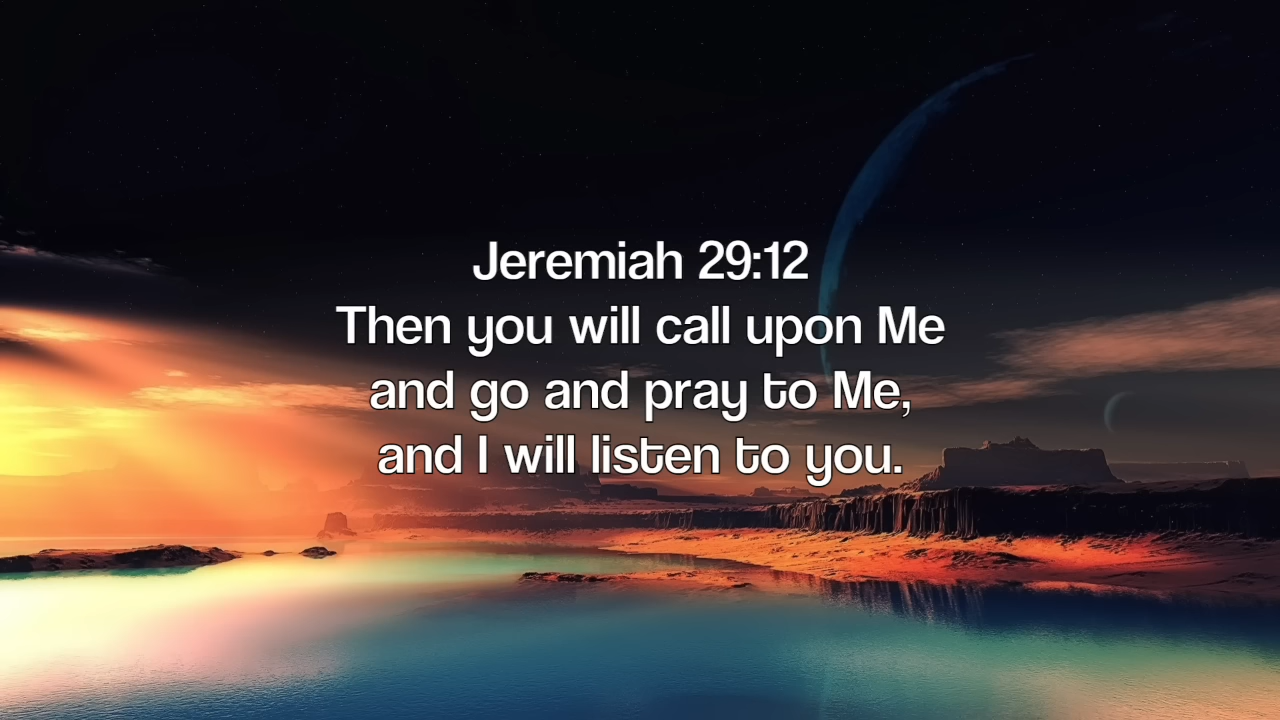 Jeremiah 29:12
Then you will call upon Me
and go and pray to Me,
and I will listen to you.